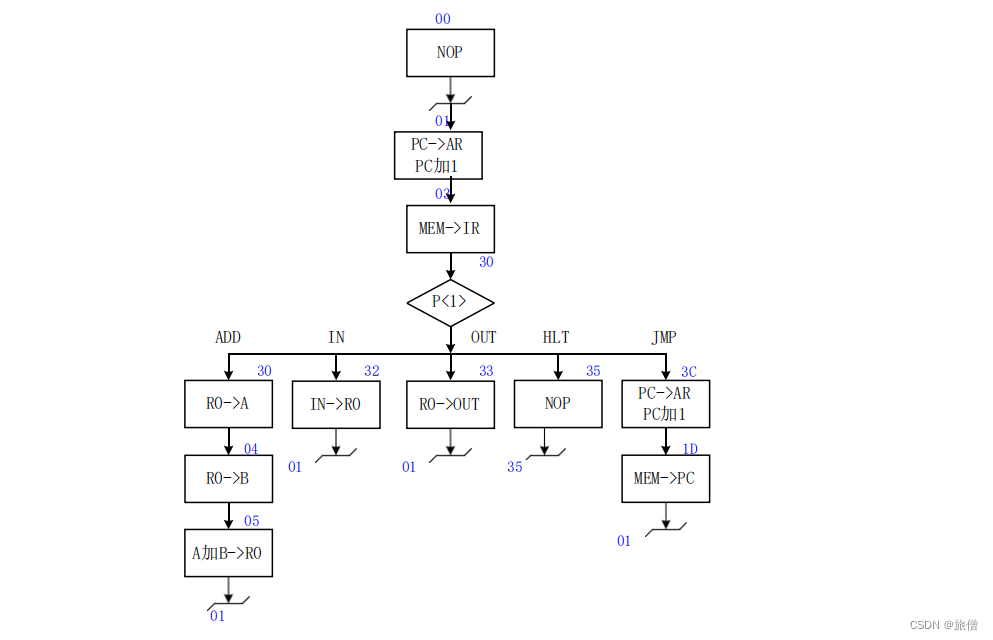 00
NOP
01
PC->AR
PC加1
03
MEM->IR
30
P<1>
ADD IN OUT HLT JMP
30 32 33 35 3C
R0->A IN->R0 R0->OUT NOP PC->AR
PC加1
04 01 01 35 1D
R0->B MEM->PC
05 01
A加B->R0
01
CSDN @旅僧